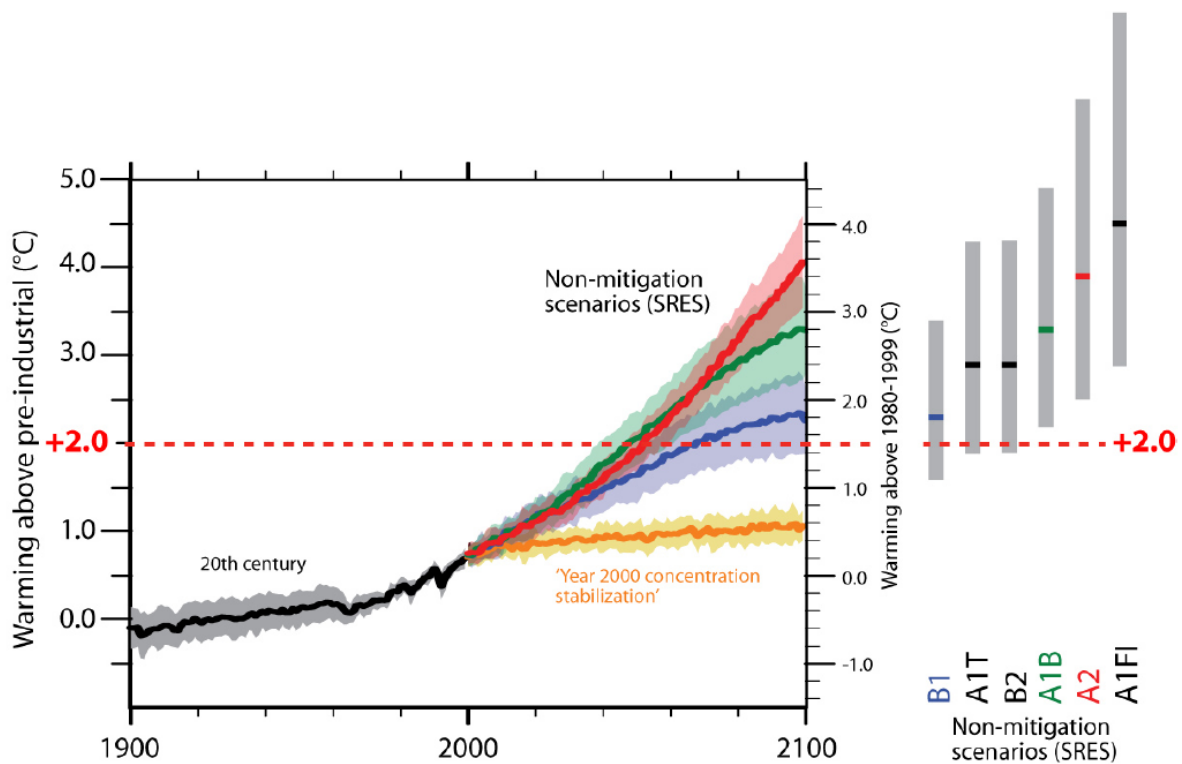 Warming above pre-industrial (°C)
5.0
4.0
3.0
+2.0
1.0
0.0
Non-mitigation
scenarios (SRES)
20th century
'Year 2000 concentration
stabilization'
1900
2000
2100
4.0
3.0
2.0
1.0
0.0
-1.0
Warming above 1980-1999 (°C)
+2.0
B1
A1T
B2
A1B
A2
A1FI
Non-mitigation
scenarios (SRES)